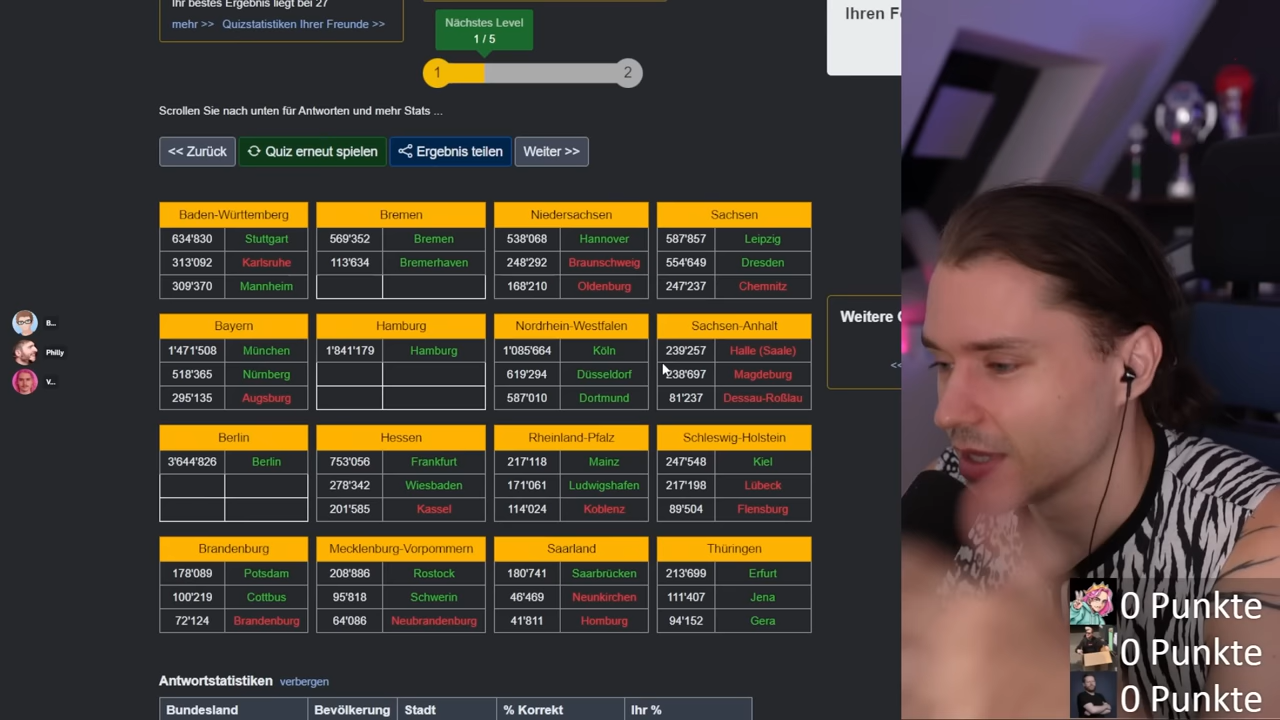 Ihr bestes Ergebnis liegt bei 27
mehr >> Quizstatistiken Ihrer Freunde >>
Nächstes Level
1 / 5
1
2
Scrollen Sie nach unten für Antworten und mehr Stats ...
<< Zurück
Quiz erneut spielen
Ergebnis teilen
Weiter >>
Baden-Württemberg
634'830 Stuttgart
313'092 Karlsruhe
309'370 Mannheim
Bremen
569'352 Bremen
113'634 Bremerhaven
Niedersachsen
538'068 Hannover
248'292 Braunschweig
168'210 Oldenburg
Sachsen
587'857 Leipzig
554'649 Dresden
247'237 Chemnitz
Bayern
1'471'508 München
518'365 Nürnberg
295'135 Augsburg
Hamburg
1'841'179 Hamburg
Nordrhein-Westfalen
1'085'664 Köln
619'294 Düsseldorf
587'010 Dortmund
Sachsen-Anhalt
239'257 Halle (Saale)
238'697 Magdeburg
81'237 Dessau-Roßlau
Berlin
3'644'826 Berlin
Hessen
753'056 Frankfurt
278'342 Wiesbaden
201'585 Kassel
Rheinland-Pfalz
217'118 Mainz
171'061 Ludwigshafen
114'024 Koblenz
Schleswig-Holstein
247'548 Kiel
217'198 Lübeck
89'504 Flensburg
Brandenburg
178'089 Potsdam
100'219 Cottbus
72'124 Brandenburg
Mecklenburg-Vorpommern
208'886 Rostock
95'818 Schwerin
64'086 Neubrandenburg
Saarland
180'741 Saarbrücken
46'469 Neunkirchen
41'811 Homburg
Thüringen
213'699 Erfurt
111'407 Jena
94'152 Gera
Antwortstatistiken verbergen
Bundesland Bevölkerung Stadt % Korrekt Ihr %
Ihren F
Weitere
<<
B...
Philly
V...
0 Punkte
0 Punkte
0 Punkte